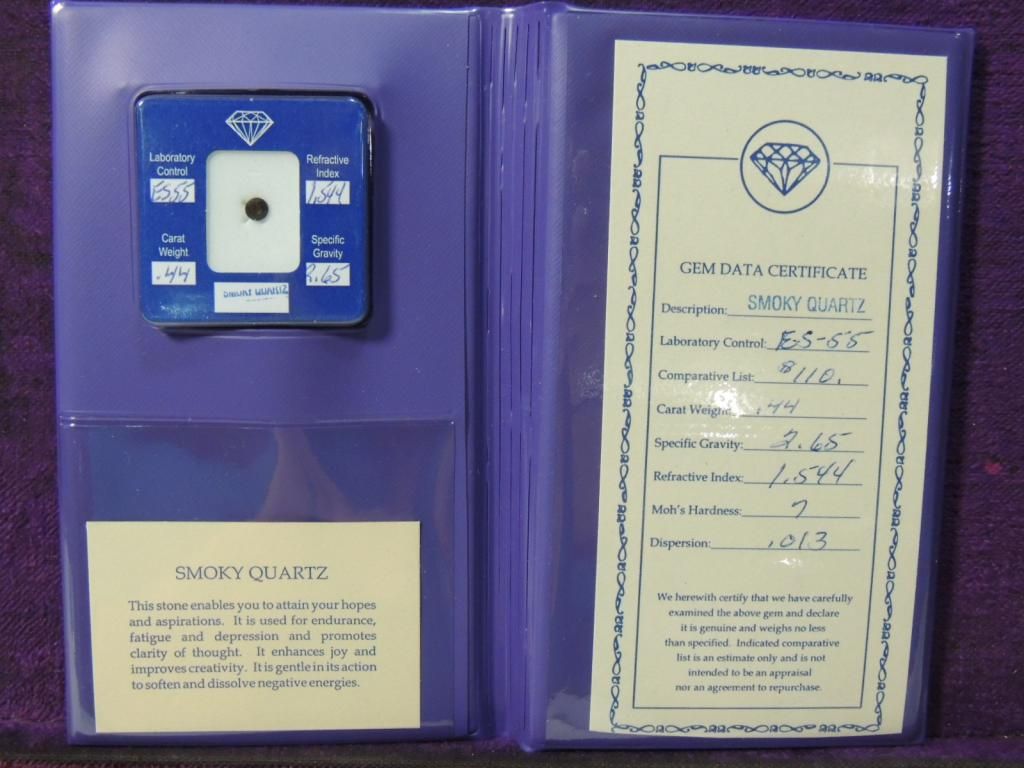 Laboratory
Control
ES55
Refractive
Index
1.544
Carat
Weight
.44
Specific
Gravity
2.65
SMOKY QUARTZ
SMOKY QUARTZ
This stone enables you to attain your hopes
and aspirations. It is used for endurance,
fatigue and depression and promotes
clarity of thought. It enhances joy and
improves creativity. It is gentle in its action
to soften and dissolve negative energies.
GEM DATA CERTIFICATE
Description: SMOKY QUARTZ
Laboratory Control: ES-55
Comparative List: $110.
Carat Weight: .44
Specific Gravity: 2.65
Refractive Index: 1.544
Moh's Hardness: 7
Dispersion: .013
We herewith certify that we have carefully
examined the above gem and declare
it is genuine and weighs no less
than specified. Indicated comparative
list is an estimate only and is not
intended to be an appraisal
nor an agreement to repurchase.